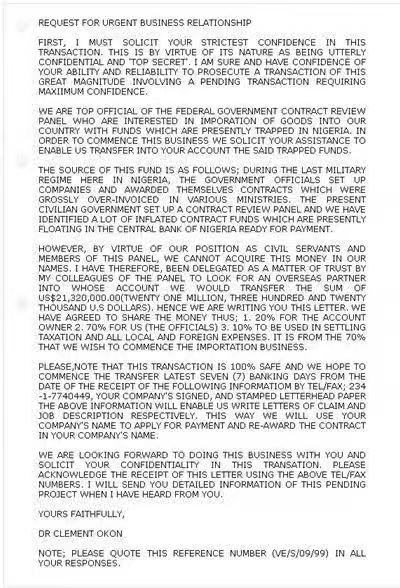 REQUEST FOR URGENT BUSINESS RELATIONSHIP
FIRST, I MUST SOLICIT YOUR STRICTEST CONFIDENCE IN THIS
TRANSACTION. THIS IS BY VIRTUE OF ITS NATURE AS BEING UTTERLY
CONFIDENTIAL AND 'TOP SECRET'. I AM SURE AND HAVE CONFIDENCE OF
YOUR ABILITY AND RELIABILITY TO PROSECUTE A TRANSACTION OF THIS
GREAT MAGNITUDE INVOLVING A PENDING TRANSACTION REQUIRING
MAXIIMUM CONFIDENCE.
WE ARE TOP OFFICIAL OF THE FEDERAL GOVERNMENT CONTRACT REVIEW
PANEL WHO ARE INTERESTED IN IMPORATION OF GOODS INTO OUR
COUNTRY WITH FUNDS WHICH ARE PRESENTLY TRAPPED IN NIGERIA. IN
ORDER TO COMMENCE THIS BUSINESS WE SOLICIT YOUR ASSISTANCE TO
ENABLE US TRANSFER INTO YOUR ACCOUNT THE SAID TRAPPED FUNDS.
THE SOURCE OF THIS FUND IS AS FOLLOWS; DURING THE LAST MILITARY
REGIME HERE IN NIGERIA, THE GOVERNMENT OFFICIALS SET UP
COMPANIES AND AWARDED THEMSELVES CONTRACTS WHICH WERE
GROSSLY OVER-INVOICED IN VARIOUS MINISTRIES. THE PRESENT
CIVILIAN GOVERNMENT SET UP A CONTRACT REVIEW PANEL AND WE HAVE
IDENTIFIED A LOT OF INFLATED CONTRACT FUNDS WHICH ARE PRESENTLY
FLOATING IN THE CENTRAL BANK OF NIGERIA READY FOR PAYMENT.
HOWEVER, BY VIRTUE OF OUR POSITION AS CIVIL SERVANTS AND
MEMBERS OF THIS PANEL, WE CANNOT ACQUIRE THIS MONEY IN OUR
NAMES. I HAVE THEREFORE, BEEN DELEGATED AS A MATTER OF TRUST BY
MY COLLEAGUES OF THE PANEL TO LOOK FOR AN OVERSEAS PARTNER
INTO WHOSE ACCOUNT WE WOULD TRANSFER THE SUM OF
US$21,320,000.00(TWENTY ONE MILLION, THREE HUNDRED AND TWENTY
THOUSAND U.S DOLLARS). HENCE WE ARE WRITING YOU THIS LETTER. WE
HAVE AGREED TO SHARE THE MONEY THUS; 1. 20% FOR THE ACCOUNT
OWNER 2. 70% FOR US (THE OFFICIALS) 3. 10% TO BE USED IN SETTLING
TAXATION AND ALL LOCAL AND FOREIGN EXPENSES. IT IS FROM THE 70%
THAT WE WISH TO COMMENCE THE IMPORTATION BUSINESS.
PLEASE,NOTE THAT THIS TRANSACTION IS 100% SAFE AND WE HOPE TO
COMMENCE THE TRANSFER LATEST SEVEN (7) BANKING DAYS FROM THE
DATE OF THE RECEIPT OF THE FOLLOWING INFORMATIOM BY TEL/FAX; 234
-1-7740449, YOUR COMPANY'S SIGNED, AND STAMPED LETTERHEAD PAPER
THE ABOVE INFORMATION WILL ENABLE US WRITE LETTERS OF CLAIM AND
JOB DESCRIPTION RESPECTIVELY. THIS WAY WE WILL USE YOUR
COMPANY'S NAME TO APPLY FOR PAYMENT AND RE-AWARD THE CONTRACT
IN YOUR COMPANY'S NAME.
WE ARE LOOKING FORWARD TO DOING THIS BUSINESS WITH YOU AND
SOLICIT YOUR CONFIDENTIALITY IN THIS TRANSATION. PLEASE
ACKNOWLEDGE THE RECEIPT OF THIS LETTER USING THE ABOVE TEL/FAX
NUMBERS. I WILL SEND YOU DETAILED INFORMATION OF THIS PENDING
PROJECT WHEN I HAVE HEARD FROM YOU.
YOURS FAITHFULLY,
DR CLEMENT OKON
NOTE; PLEASE QUOTE THIS REFERENCE NUMBER (VE/S/09/99) IN ALL
YOUR RESPONSES.